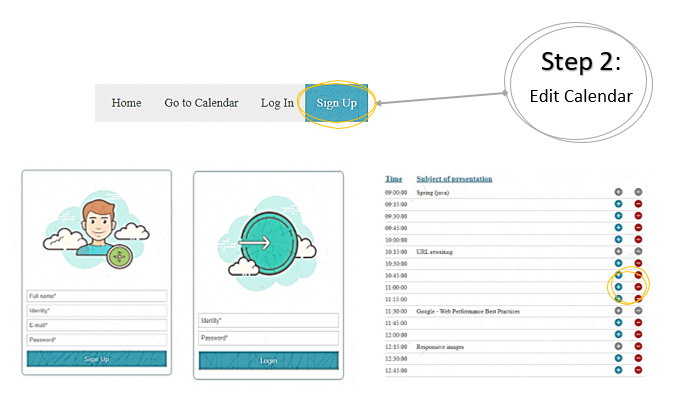 Step 2:
Edit Calendar
Home Go to Calendar Log In Sign Up
Full name*
Identity*
E-mail*
Password*
Sign Up
Identity*
Password*
Login
Time Subject of presentation
09:00:00 Spring (java)
09:15:00
09:30:00
09:45:00
10:00:00
10:15:00 URL rewriting
10:30:00
10:45:00
11:00:00
11:15:00
11:30:00 Google - Web Performance Best Practices
11:45:00
12:00:00
12:15:00 Responsive images
12:30:00
12:45:00